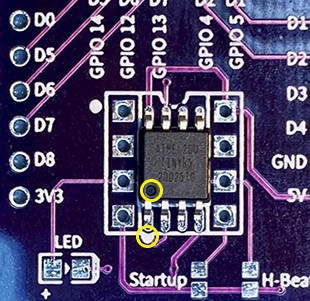 D0
D5
D6
D7
D8
3V3
GPIO 14
GPIO 12
GPIO 13
GPIO 4
GPIO 5
D1
D2
D3
D4
GND
5V
TINY85
LED
+
Startup
H-Bea